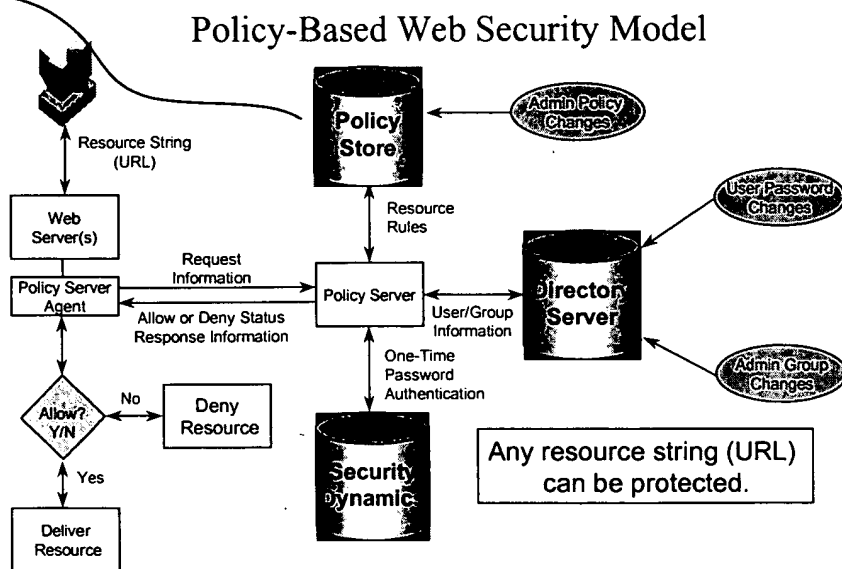 Policy-Based Web Security Model
Resource String
(URL)
Web
Server(s)
Policy Server
Agent
Request
Information
Allow or Deny Status
Response Information
Allow?
Y/N
No
Deny
Resource
Yes
Deliver
Resource
Policy
Store
Admin Policy
Changes
Resource
Rules
Policy Server
User/Group
Information
Director
Server
User Password
Changes
Admin Group
Changes
One-Time
Password
Authentication
Security
Dynamic
Any resource string (URL)
can be protected.